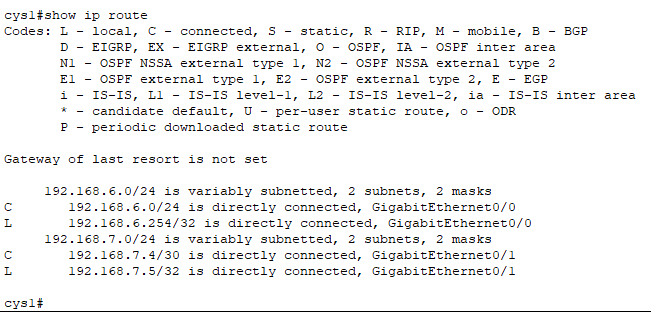 cys1#show ip route
Codes: L - local, C - connected, S - static, R - RIP, M - mobile, B - BGP
       D - EIGRP, EX - EIGRP external, O - OSPF, IA - OSPF inter area
       N1 - OSPF NSSA external type 1, N2 - OSPF NSSA external type 2
       E1 - OSPF external type 1, E2 - OSPF external type 2, E - EGP
       i - IS-IS, L1 - IS-IS level-1, L2 - IS-IS level-2, ia - IS-IS inter area
       * - candidate default, U - per-user static route, o - ODR
       P - periodic downloaded static route

Gateway of last resort is not set

     192.168.6.0/24 is variably subnetted, 2 subnets, 2 masks
C       192.168.6.0/24 is directly connected, GigabitEthernet0/0
L       192.168.6.254/32 is directly connected, GigabitEthernet0/0
     192.168.7.0/24 is variably subnetted, 2 subnets, 2 masks
C       192.168.7.4/30 is directly connected, GigabitEthernet0/1
L       192.168.7.5/32 is directly connected, GigabitEthernet0/1

cys1#